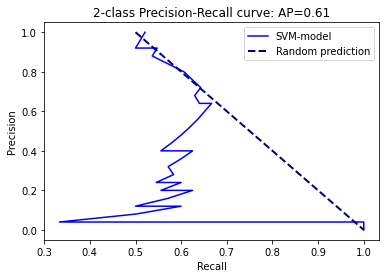 2-class Precision-Recall curve: AP=0.61
SVM-model
Random prediction
Precision
1.0
0.8
0.6
0.4
0.2
0.0
0.3 0.4 0.5 0.6 0.7 0.8 0.9 1.0
Recall